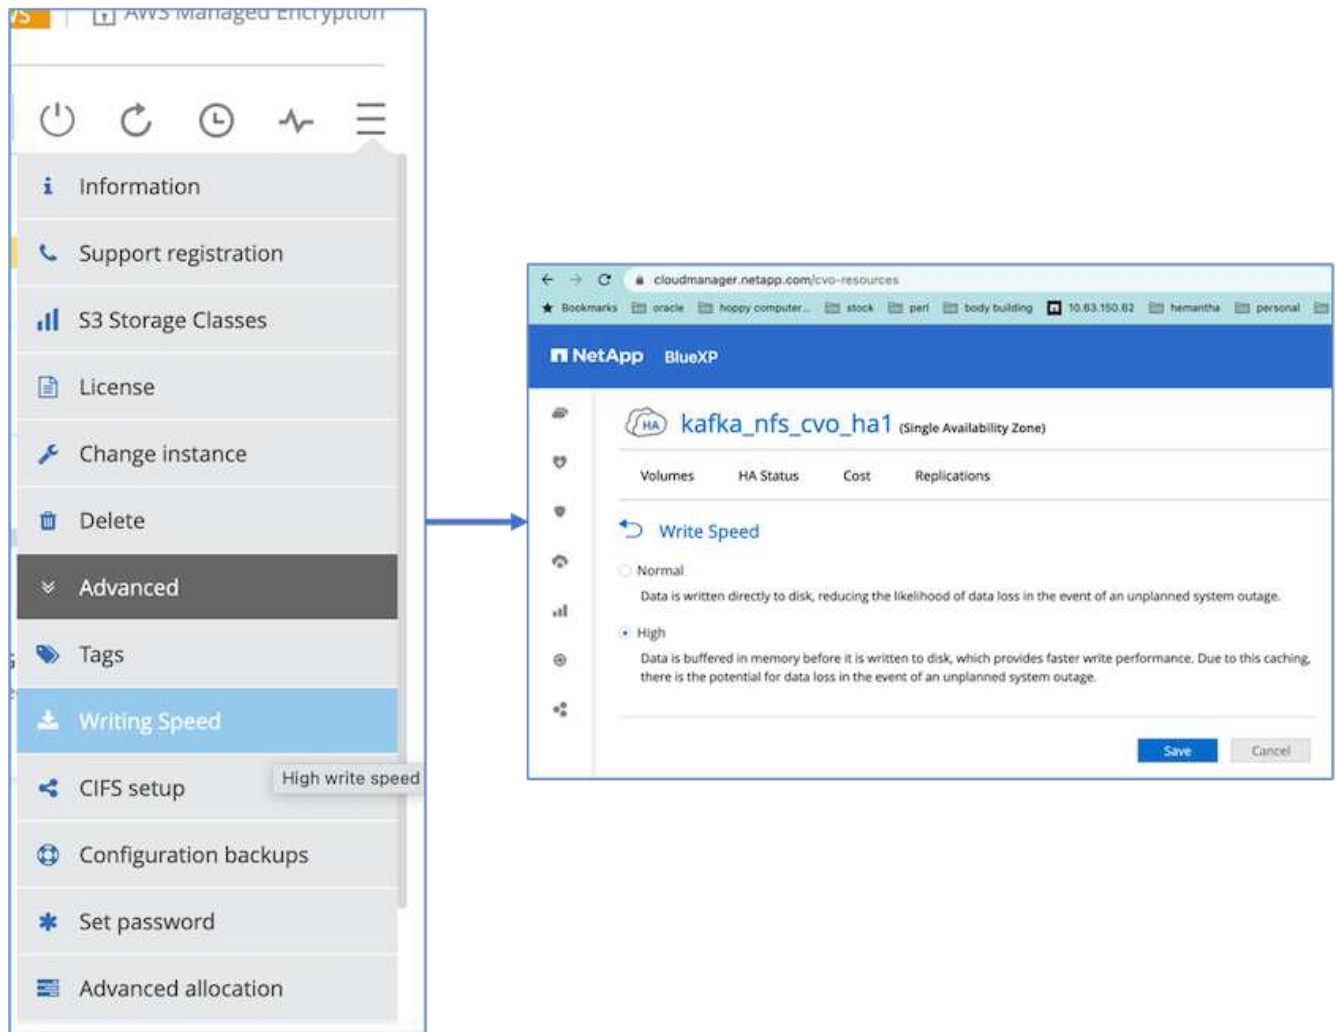 AWS Managed Encryption
Information
Support registration
S3 Storage Classes
License
Change instance
Delete
Advanced
Tags
Writing Speed
High write speed
CIFS setup
Configuration backups
Set password
Advanced allocation
cloudmanager.netapp.com/cvo-resources
Bookmarks oracle hoppy computer... stock perl body building 10.63.150.62 hemantha personal
NetApp BlueXP
HA kafka_nfs_cvo_ha1 (Single Availability Zone)
Volumes HA Status Cost Replications
Write Speed
Normal
Data is written directly to disk, reducing the likelihood of data loss in the event of an unplanned system outage.
High
Data is buffered in memory before it is written to disk, which provides faster write performance. Due to this caching,
there is the potential for data loss in the event of an unplanned system outage.
Save Cancel